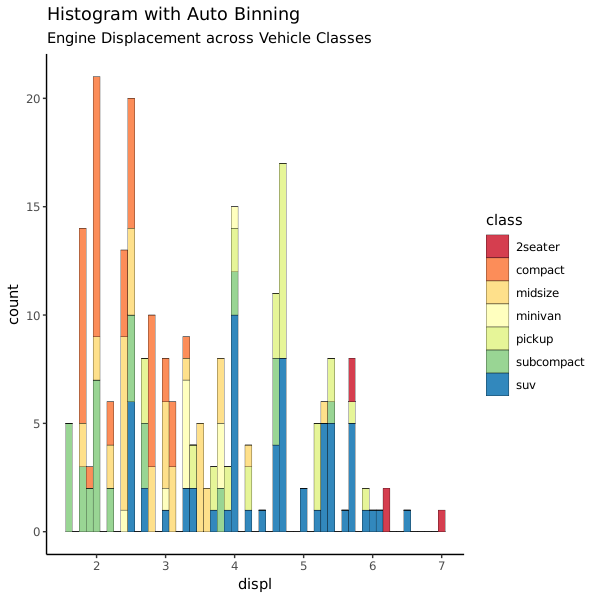 Histogram with Auto Binning
Engine Displacement across Vehicle Classes
20
15
10
5
0
count
2
3
4
5
6
7
displ
class
2seater
compact
midsize
minivan
pickup
subcompact
suv